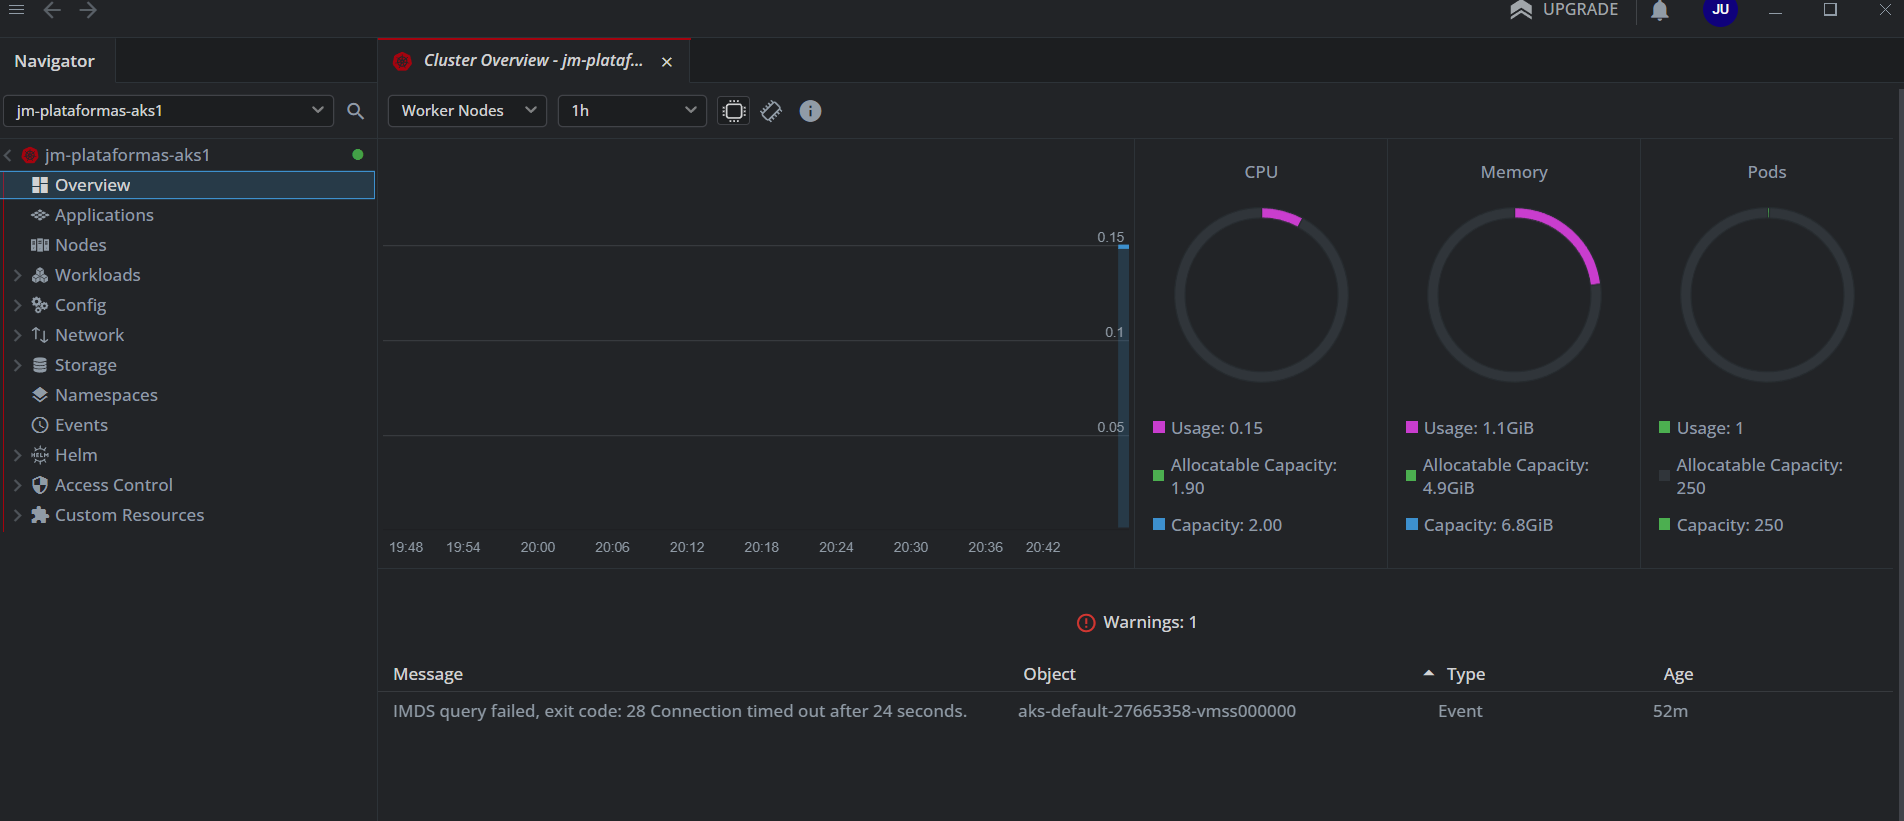 UPGRADE
JU
Navigator
Cluster Overview - jm-plataf...
jm-plataformas-aks1
Worker Nodes
1h
jm-plataformas-aks1
Overview
Applications
Nodes
Workloads
Config
Network
Storage
Namespaces
Events
HELM
Helm
Access Control
Custom Resources
0.15
0.1
0.05
19:48 19:54 20:00 20:06 20:12 20:18 20:24 20:30 20:36 20:42
CPU
Usage: 0.15
Allocatable Capacity:
1.90
Capacity: 2.00
Memory
Usage: 1.1GiB
Allocatable Capacity:
4.9GiB
Capacity: 6.8GiB
Pods
Usage: 1
Allocatable Capacity:
250
Capacity: 250
Warnings: 1
Message Object Type Age
IMDS query failed, exit code: 28 Connection timed out after 24 seconds. aks-default-27665358-vmss000000 Event 52m